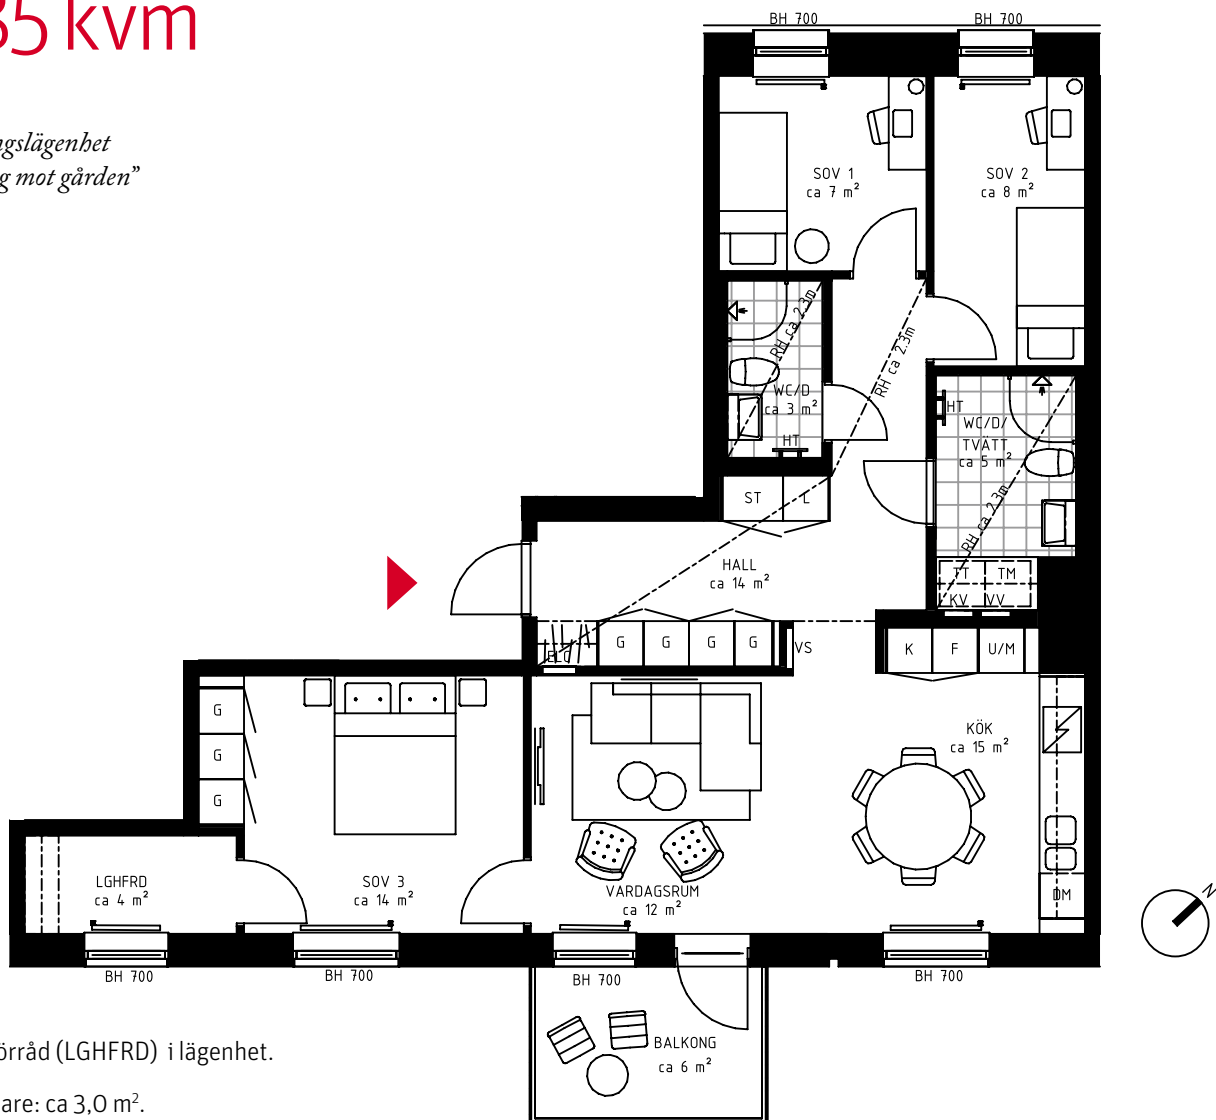 85 kvm
BH 700
BH 700
ngslägenhet
g mot gården”
SOV 1
ca 7 m²
SOV 2
ca 8 m²
RH ca 2.3m
RH ca 2.3m
WC/D
ca 3 m²
HT
HT
WC/D/
TVÄTT
ca 5 m²
RH ca 2.3m
ST
L
HALL
ca 14 m²
TT
TM
KV
VV
ELC
G
G
G
G
VS
K
F
U/M
G
G
G
KÖK
ca 15 m²
LGHFRD
ca 4 m²
SOV 3
ca 14 m²
VARDAGSRUM
ca 12 m²
DM
N
BH 700
BH 700
BH 700
BH 700
BALKONG
ca 6 m²
örråd (LGHFRD) i lägenhet.
are: ca 3,0 m².